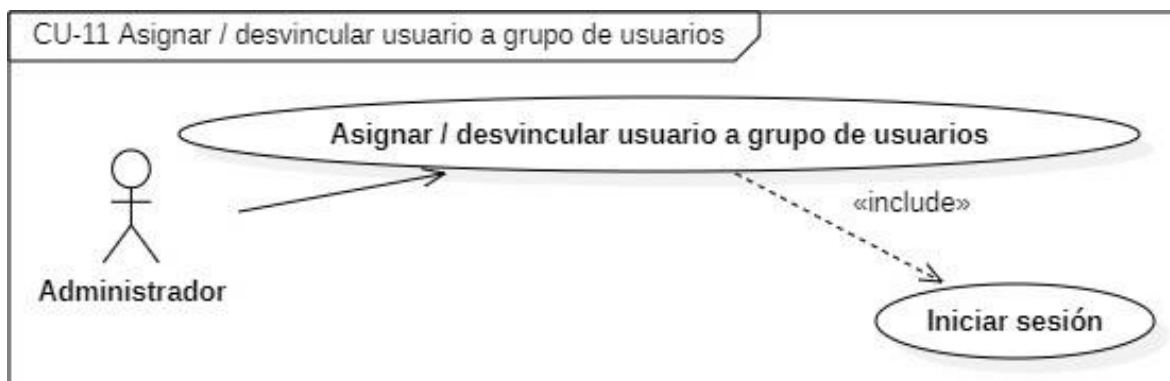 CU-11 Asignar / desvincular usuario a grupo de usuarios
Asignar / desvincular usuario a grupo de usuarios
«include»
Administrador
Iniciar sesión